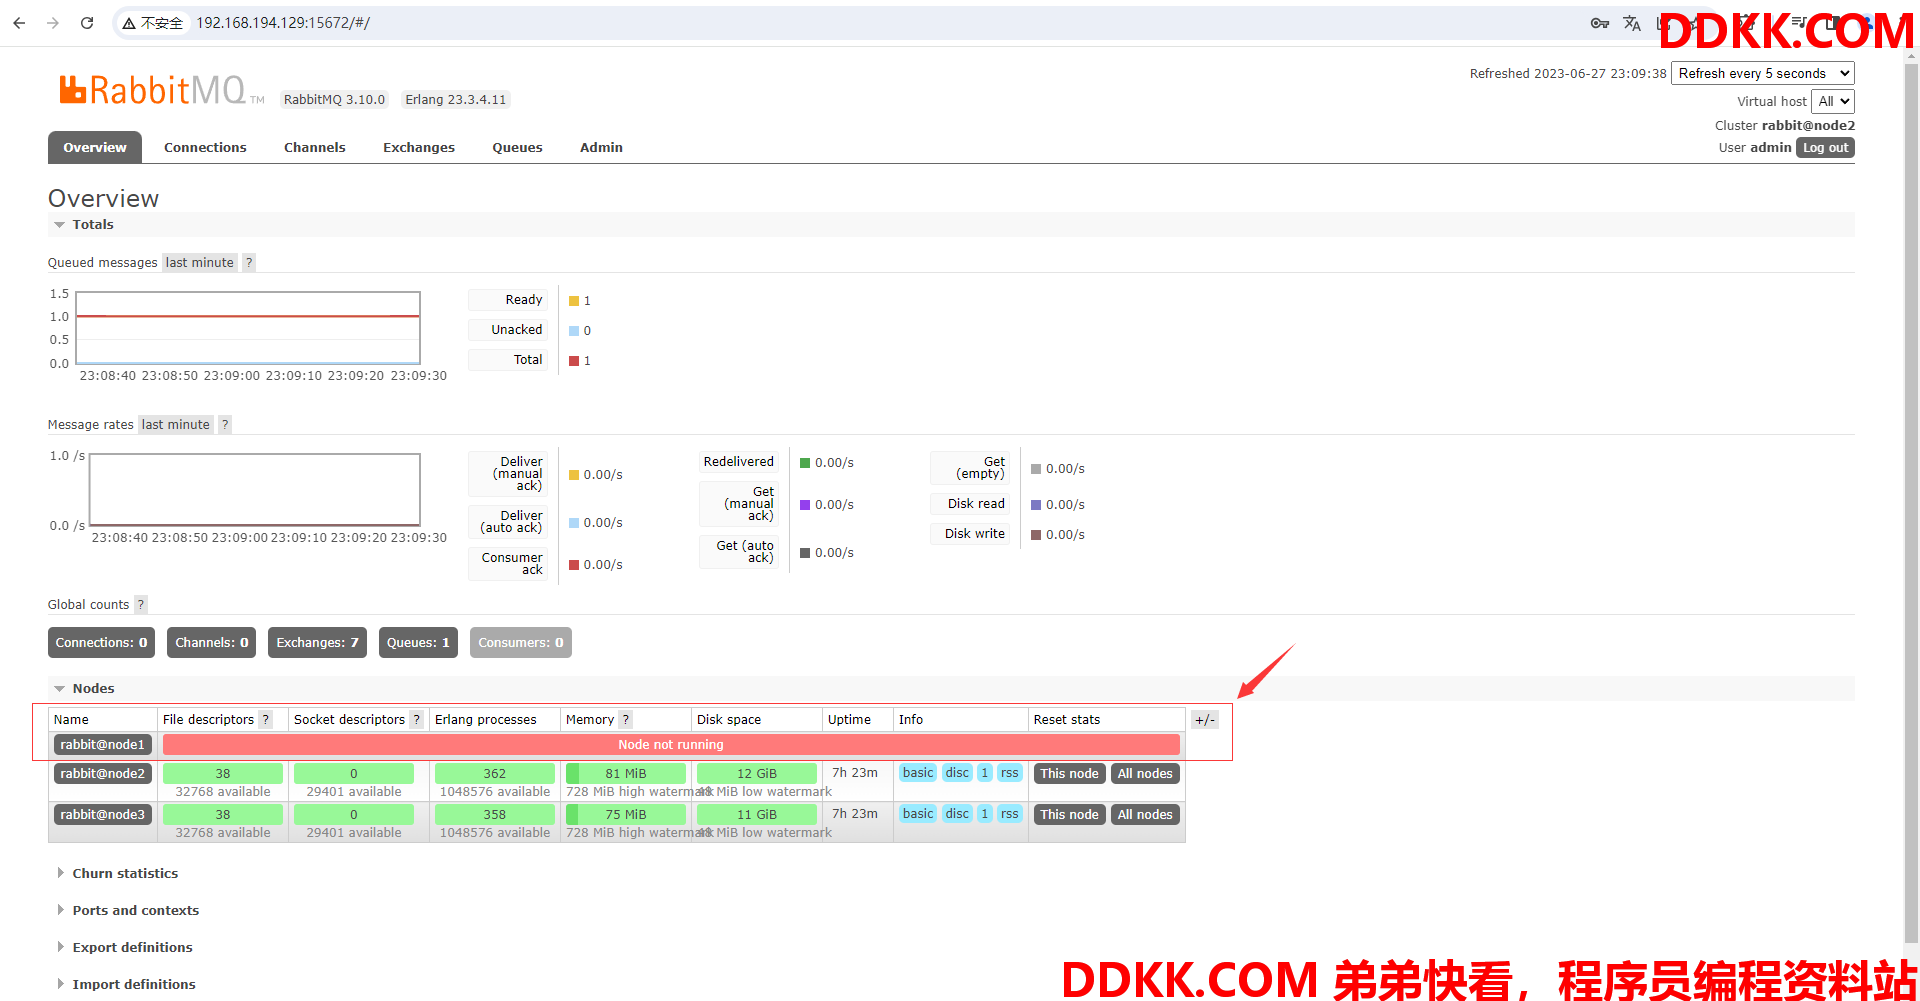 不安全 192.168.194.129:15672/#/
DDKK.COM
RabbitMQ TM RabbitMQ 3.10.0 Erlang 23.3.4.11
Refreshed 2023-06-27 23:09:38 Refresh every 5 seconds
Virtual host All
Cluster rabbit@node2
User admin Log out
Overview Connections Channels Exchanges Queues Admin
Overview
Totals
Queued messages last minute ?
1.5
1.0
0.5
0.0
23:08:40 23:08:50 23:09:00 23:09:10 23:09:20 23:09:30
Ready 1
Unacked 0
Total 1
Message rates last minute ?
1.0 /s
0.0 /s
23:08:40 23:08:50 23:09:00 23:09:10 23:09:20 23:09:30
Deliver
(manual
ack)
0.00/s
Deliver
(auto ack)
0.00/s
Consumer
ack
0.00/s
Redelivered 0.00/s
Get
(manual
ack)
0.00/s
Get (auto
ack)
0.00/s
Get
(empty)
0.00/s
Disk read 0.00/s
Disk write 0.00/s
Global counts ?
Connections: 0 Channels: 0 Exchanges: 7 Queues: 1 Consumers: 0
Nodes
Name File descriptors ? Socket descriptors ? Erlang processes Memory ? Disk space Uptime Info Reset stats +/-
rabbit@node1 Node not running
rabbit@node2 38 0 362 81 MiB 12 GiB 7h 23m basic disc 1 rss This node All nodes
32768 available 29401 available 1048576 available 728 MiB high watermark 48 MiB low watermark
rabbit@node3 38 0 358 75 MiB 11 GiB 7h 23m basic disc 1 rss This node All nodes
32768 available 29401 available 1048576 available 728 MiB high watermark 48 MiB low watermark
Churn statistics
Ports and contexts
Export definitions
Import definitions
DDKK.COM 弟弟快看，程序员编程资料站